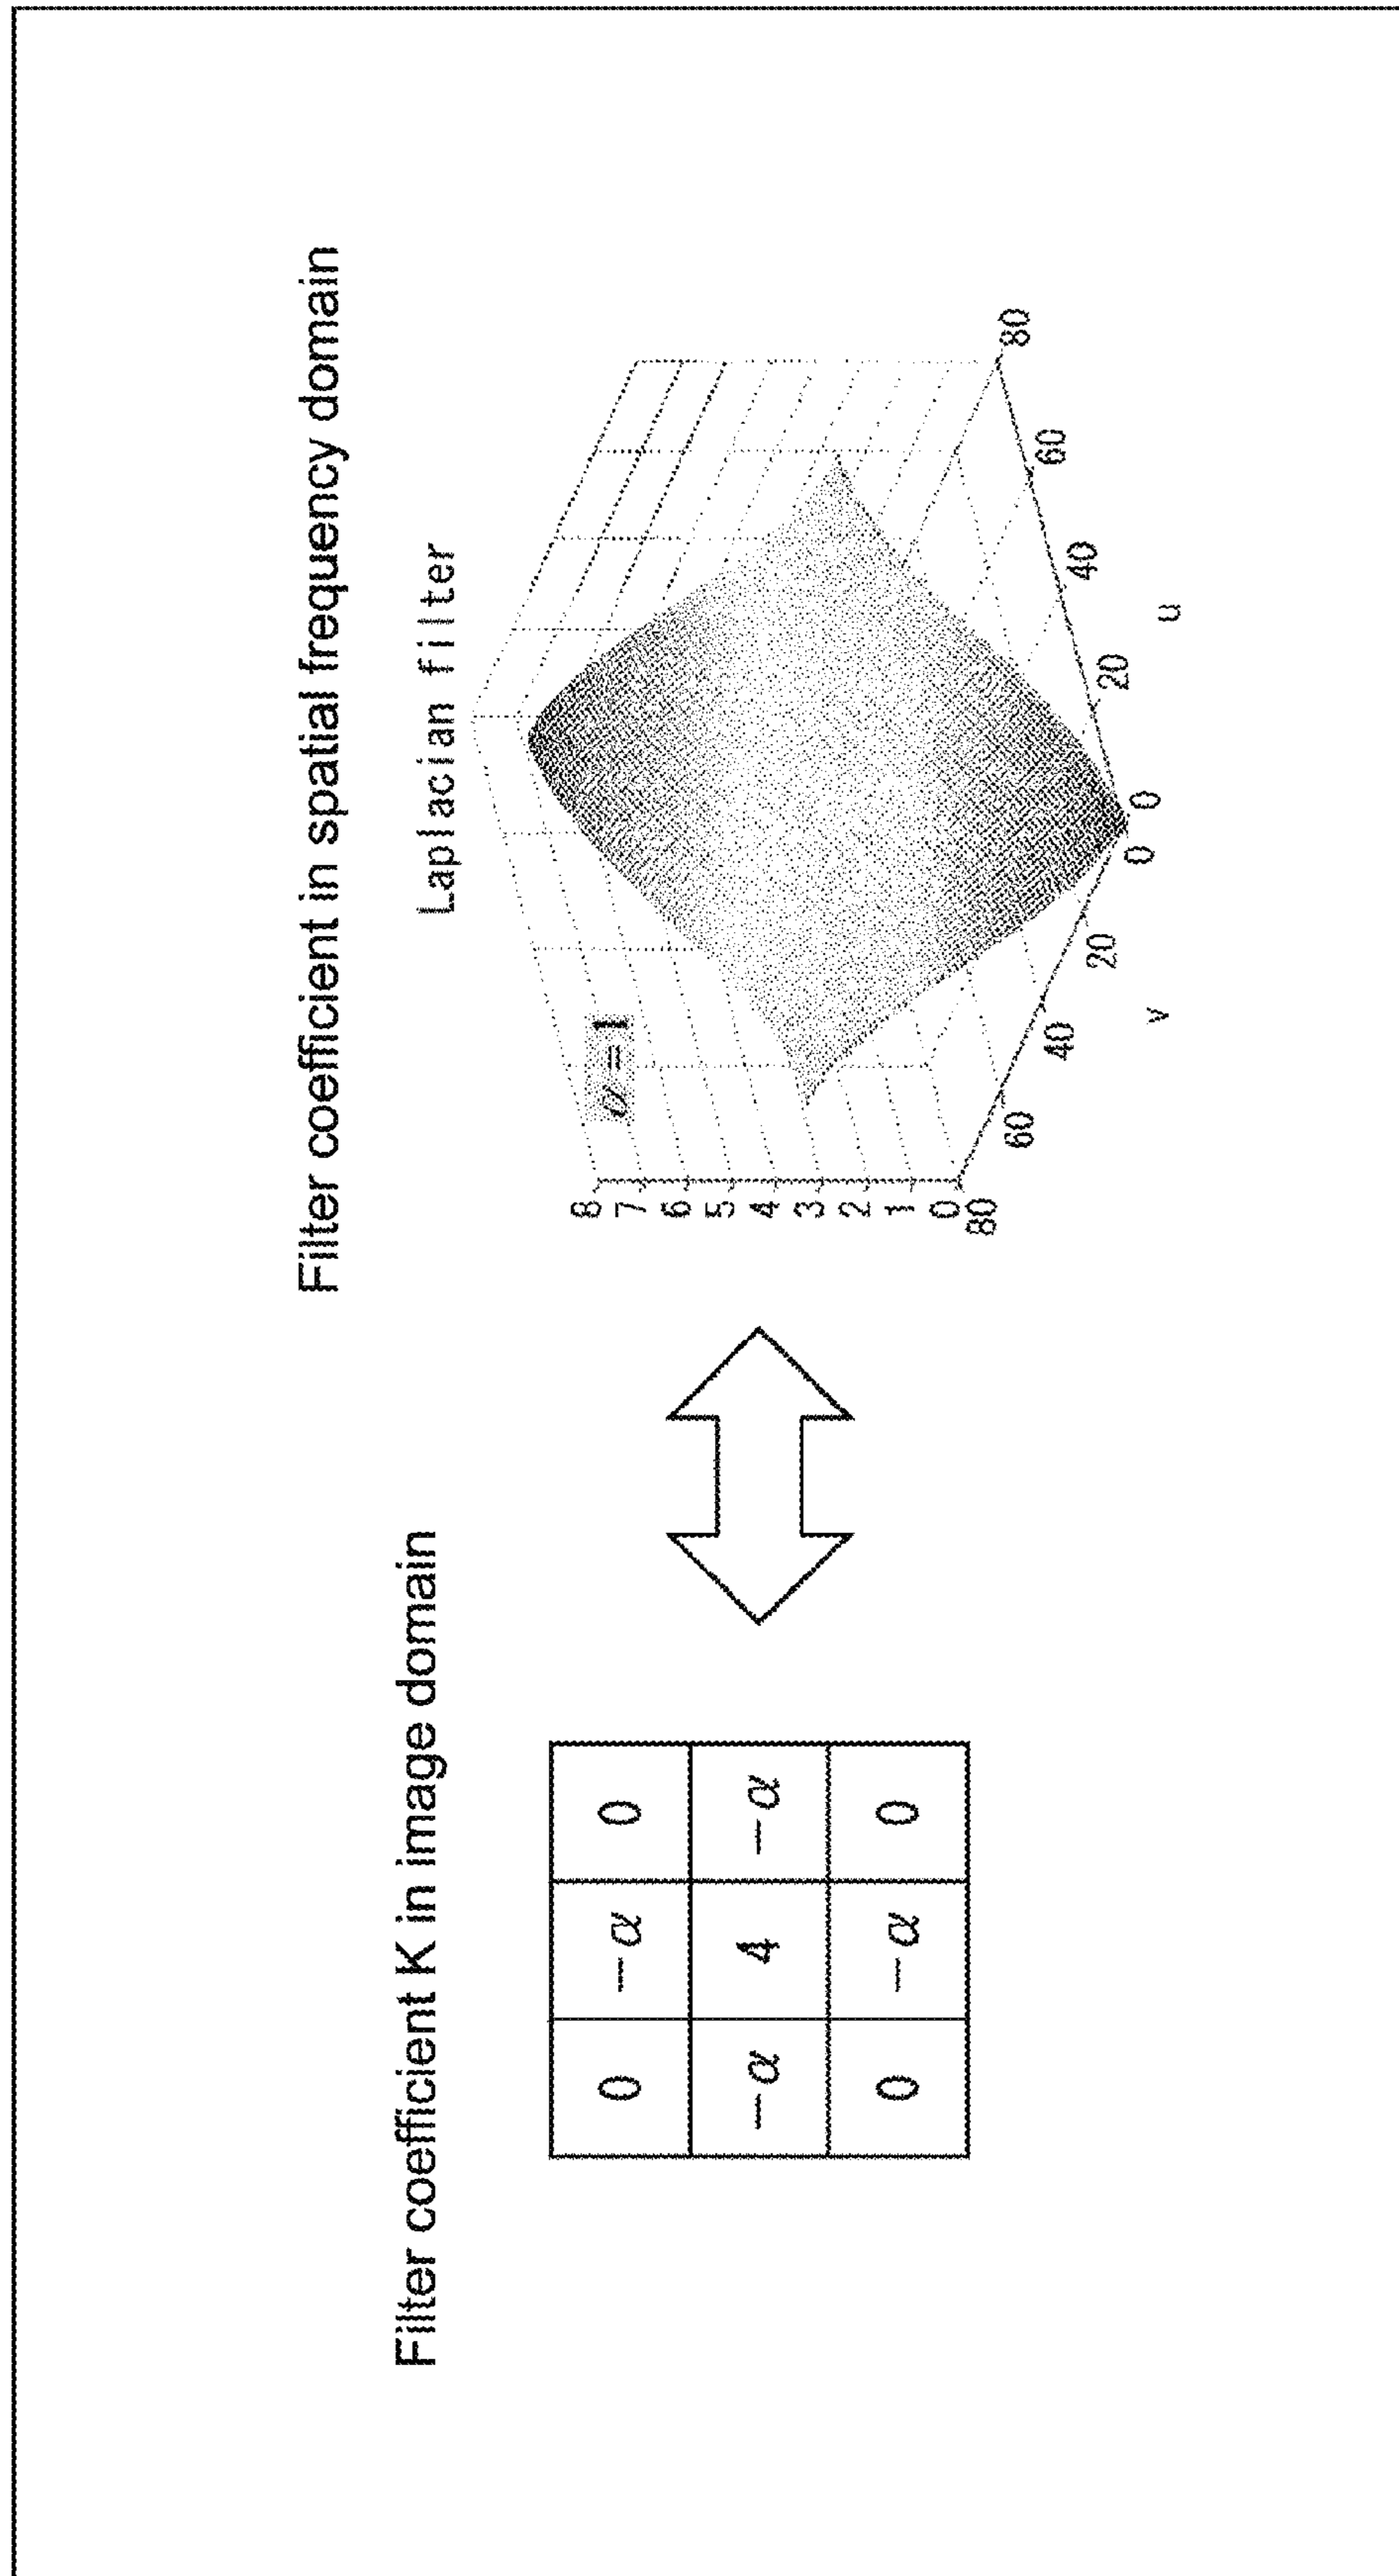 Filter coefficient K in image domain
0 −α 0
−α 4 −α
0 −α 0
Filter coefficient in spatial frequency domain
Laplacian filter
α=1
8
7
6
5
4
3
2
1
0
80
60
40
20
0
v
0
20
40
60
80
u